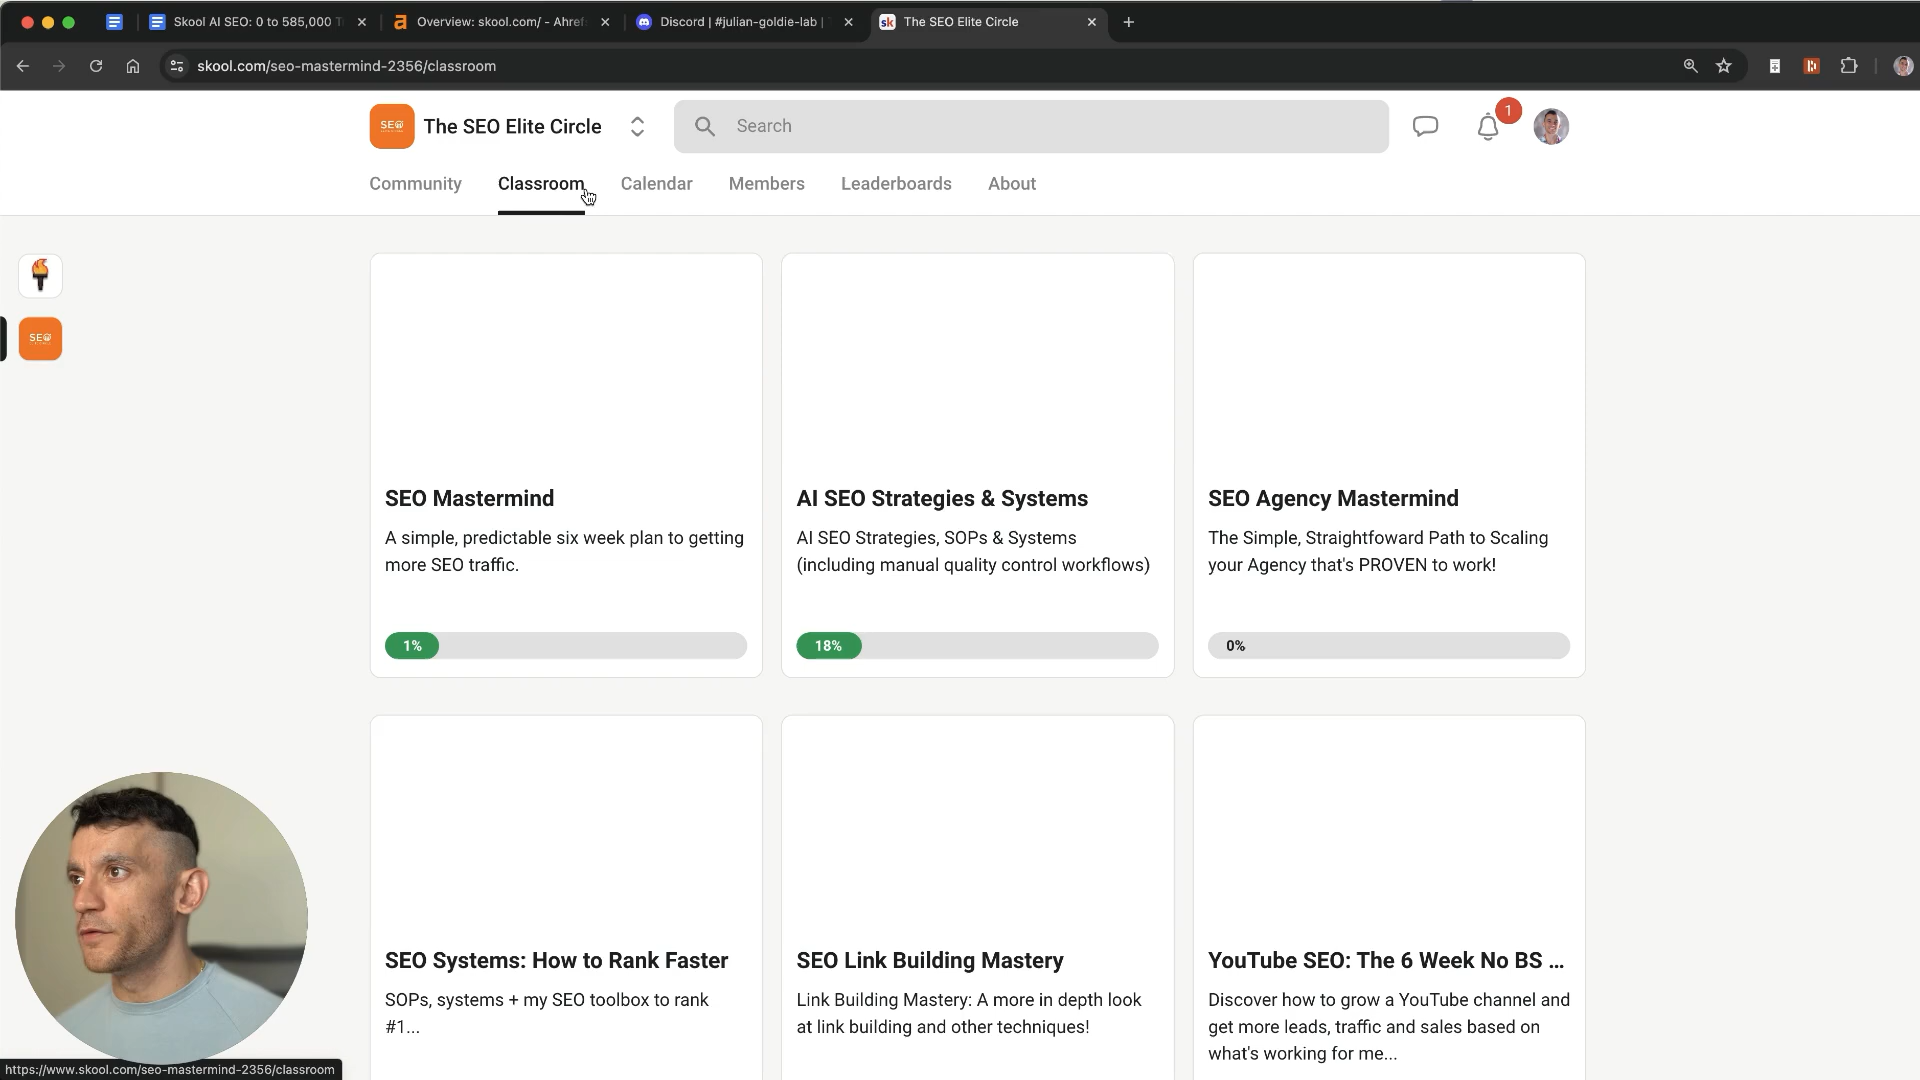 Skool AI SEO: 0 to 585,000 T
Overview: skool.com/ - Ahref
Discord | #julian-goldie-lab |
The SEO Elite Circle
skool.com/seo-mastermind-2356/classroom
SEO
The SEO Elite Circle
Search
1
Community
Classroom
Calendar
Members
Leaderboards
About
SEO
SEO Mastermind
A simple, predictable six week plan to getting
more SEO traffic.
1%
AI SEO Strategies & Systems
AI SEO Strategies, SOPs & Systems
(including manual quality control workflows)
18%
SEO Agency Mastermind
The Simple, Straightfoward Path to Scaling
your Agency that's PROVEN to work!
0%
SEO Systems: How to Rank Faster
SOPs, systems + my SEO toolbox to rank
#1...
SEO Link Building Mastery
Link Building Mastery: A more in depth look
at link building and other techniques!
YouTube SEO: The 6 Week No BS ...
Discover how to grow a YouTube channel and
get more leads, traffic and sales based on
what's working for me...
https://www.skool.com/seo-mastermind-2356/classroom